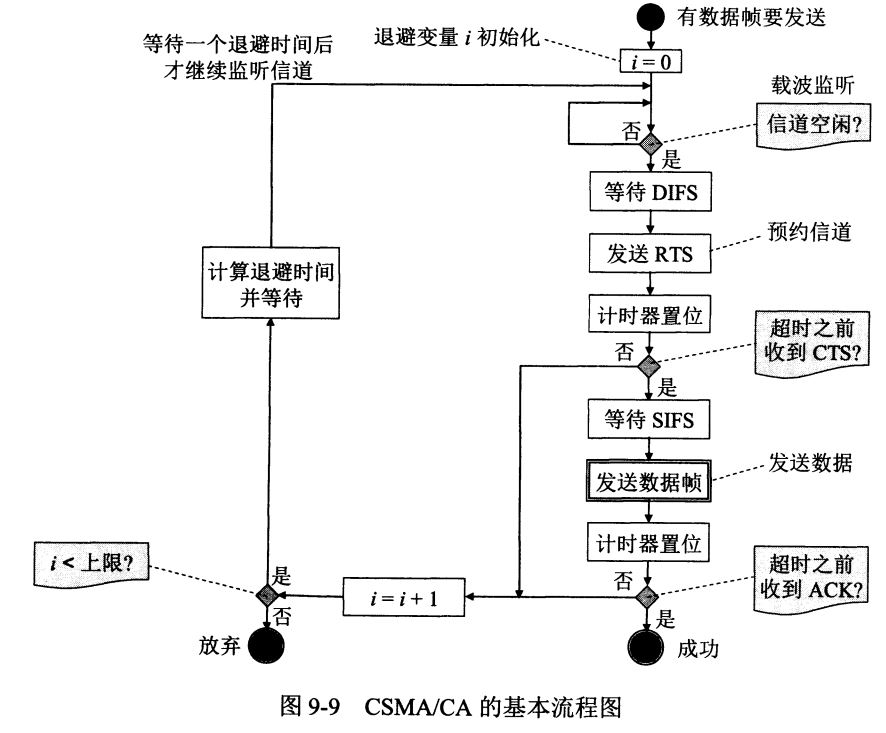 有数据帧要发送
退避变量 i 初始化
等待一个退避时间后
才继续监听信道
i = 0
载波监听
信道空闲?
否
是
等待 DIFS
预约信道
发送 RTS
计算退避时间
并等待
计时器置位
超时之前
收到 CTS?
否
是
等待 SIFS
发送数据
发送数据帧
计时器置位
i < 上限?
超时之前
收到 ACK?
是
否
i = i + 1
否
是
放弃
成功
图 9-9 CSMA/CA 的基本流程图